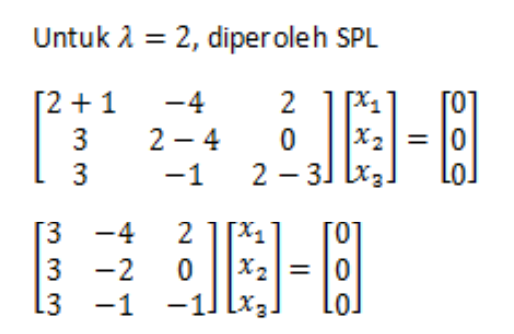 Untuk λ = 2, diperoleh SPL
[2 + 1 −4 2] [x₁] [0]
[3 2 − 4 0] [x₂] = [0]
[3 −1 2 − 3] [x₃] [0]
[3 −4 2] [x₁] [0]
[3 −2 0] [x₂] = [0]
[3 −1 −1] [x₃] [0]